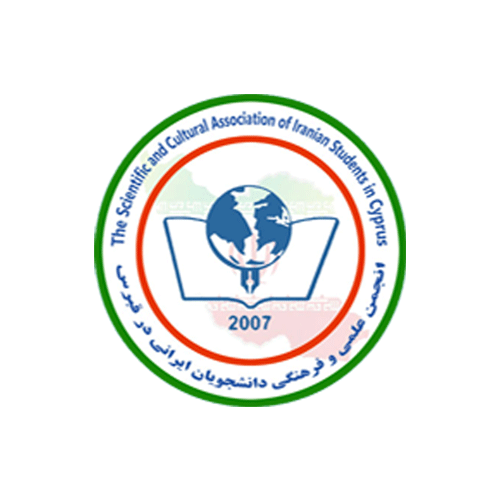 The Scientific and Cultural Association of Iranian Students in Cyprus
2007
انجمن علمی و فرهنگی دانشجویان ایرانی در قبرس